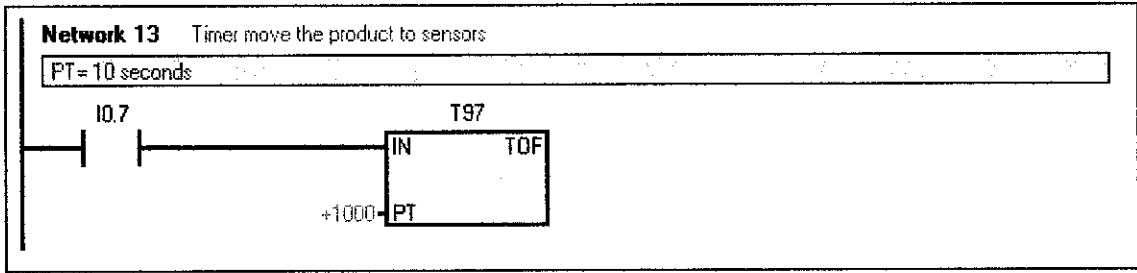 Network 13 Timer move the product to sensors
PT= 10 seconds
I0.7 T97
IN TOF
+1000 PT